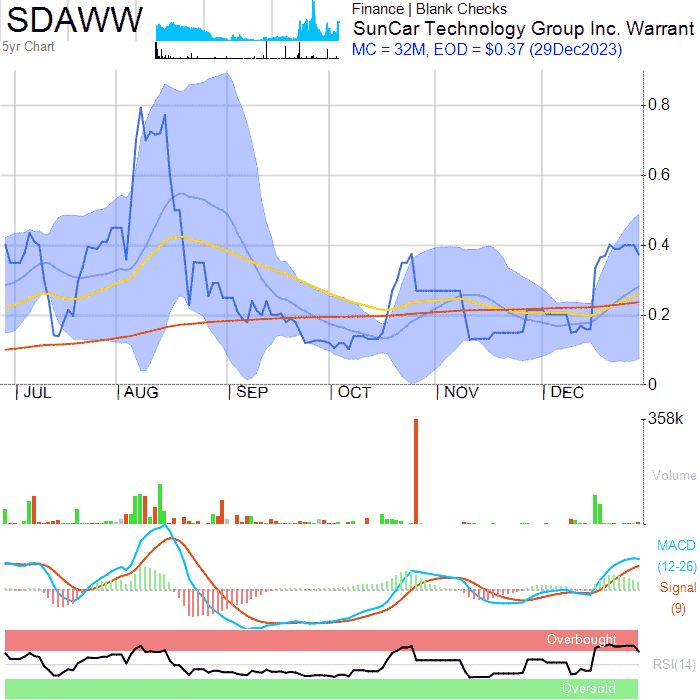 SDAWW
5yr Chart
Finance | Blank Checks
SunCar Technology Group Inc. Warrant
MC = 32M, EOD = $0.37 (29Dec2023)
0.8
0.6
0.4
0.2
0
JUL AUG SEP OCT NOV DEC
358k
Volume
MACD
(12-26)
Signal
(9)
Overbought
RSI(14)
Oversold